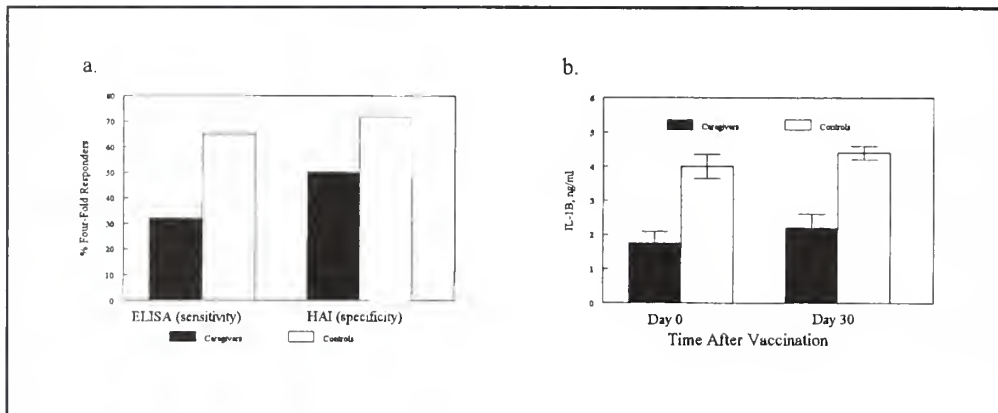 a.
80
70
60
50
40
30
20
10
0
% Four-Fold Responders
ELISA (sensitivity)
HAI (specificity)
Caregivers
Controls
b.
6
5
4
3
2
1
0
IL-1B, ng/ml
Caregivers
Controls
Day 0
Day 30
Time After Vaccination